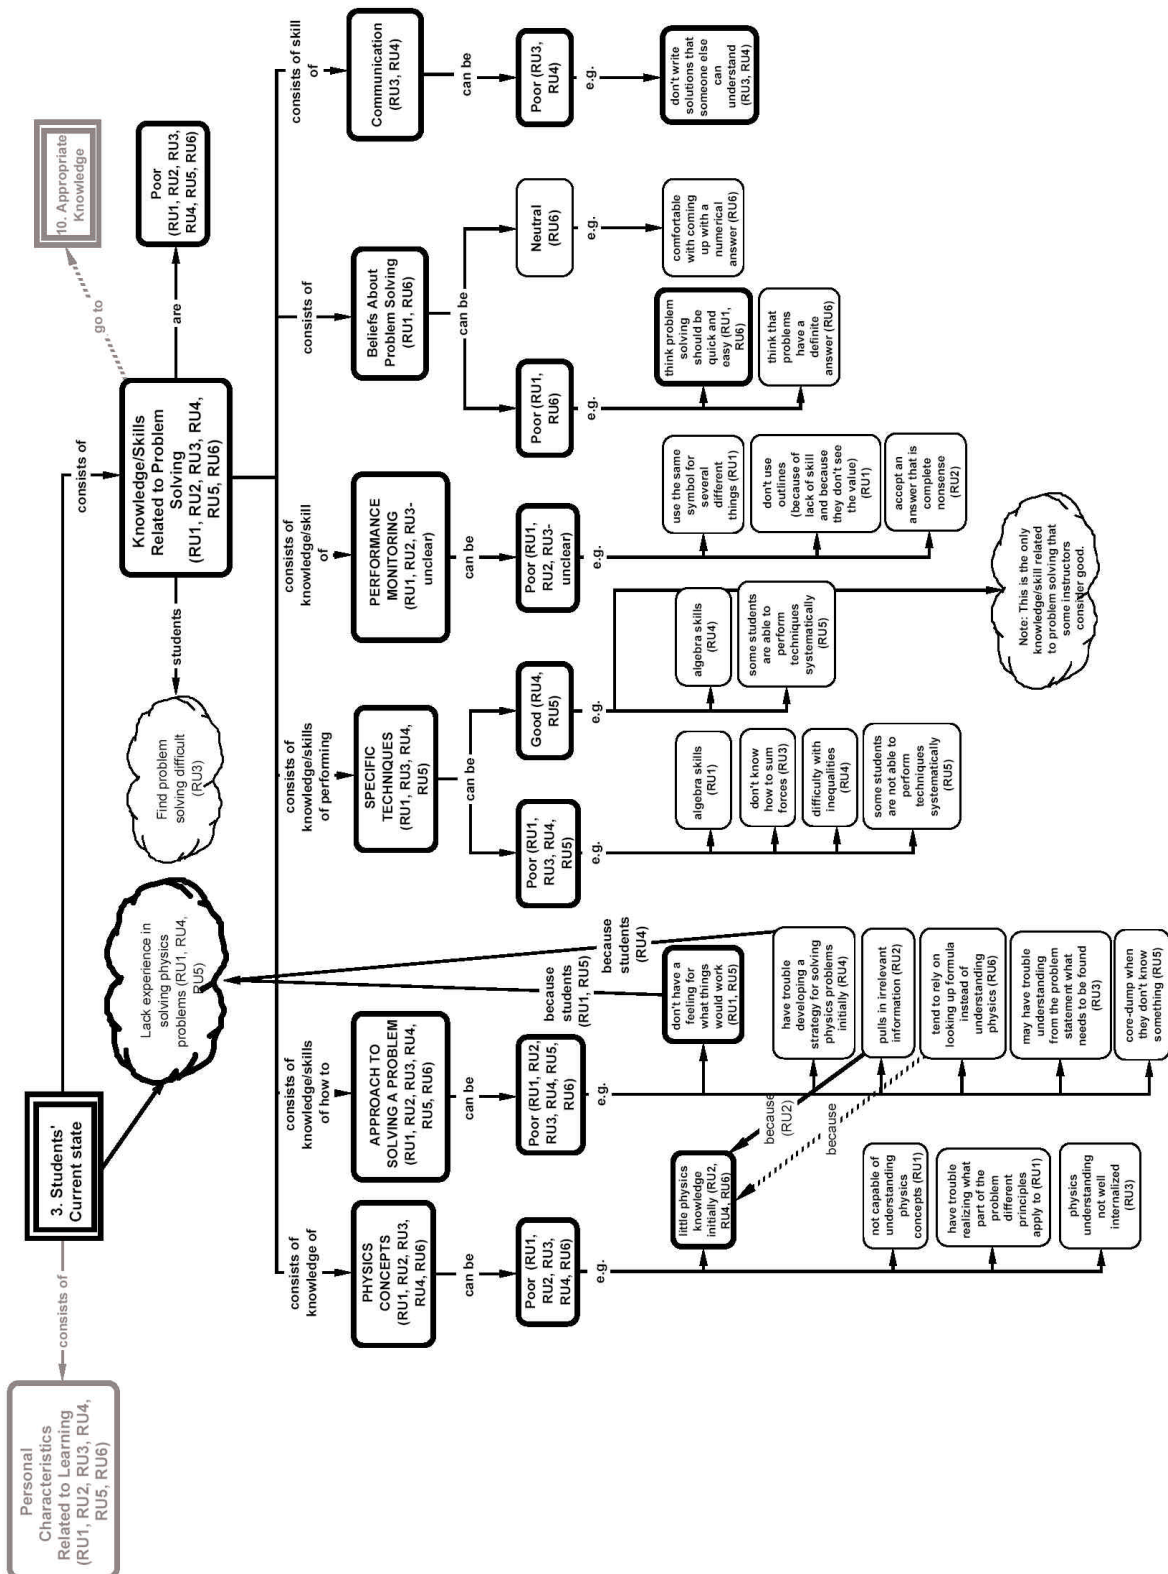 Personal
Characteristics
Related to Learning
(RU1, RU2, RU3, RU4,
RU5, RU6)
consists of
3. Students'
Current state
consists of
10. Appropriate
Knowledge
go to
Knowledge/Skills
Related to Problem
Solving
(RU1, RU2, RU3, RU4,
RU5, RU6)
are
Poor
(RU1, RU2, RU3,
RU4, RU5, RU6)
students
Find problem
solving difficult
(RU3)
Lack experience in
solving physics
problems (RU1, RU4,
RU5)
consists of
knowledge of
PHYSICS
CONCEPTS
(RU1, RU2, RU3,
RU4, RU6)
can be
Poor (RU1,
RU2, RU3,
RU4, RU6)
e.g.
little physics
knowledge
initially (RU2,
RU4, RU6)
not capable of
understanding
physics
concepts (RU1)
have trouble
realizing what
part of the
problem
different
principles
apply to (RU1)
physics
understanding
not well
internalized
(RU3)
consists of
knowledge/skills
of how to
APPROACH TO
SOLVING A PROBLEM
(RU1, RU2, RU3, RU4,
RU5, RU6)
can be
Poor (RU1, RU2,
RU3, RU4, RU5,
RU6)
e.g.
because
students
(RU1, RU5)
because
students
(RU4)
don't have a
feeling for
what things
would work
(RU1, RU5)
have trouble
developing a
strategy for solving
physics problems
initially (RU4)
pulls in irrelevant
information (RU2)
because
(RU2)
tend to rely on
looking up formula
instead of
understanding
physics (RU6)
because
may have trouble
understanding
from the problem
statement what
needs to be found
(RU3)
core-dump when
they don't know
something (RU5)
consists of
knowledge/skills
of performing
SPECIFIC
TECHNIQUES
(RU1, RU3, RU4,
RU5)
can be
Poor (RU1,
RU3, RU4,
RU5)
e.g.
algebra skills
(RU1)
don't know
how to sum
forces (RU3)
difficulty with
inequalities
(RU4)
some students
are not able to
perform
techniques
systematically
(RU5)
Good (RU4,
RU5)
e.g.
algebra skills
(RU4)
some students
are able to
perform
techniques
systematically
(RU5)
Note: This is the only
knowledge/skill related
to problem solving that
some instructors
consider good.
consists of
knowledge/skill
of
PERFORMANCE
MONITORING
(RU1, RU2, RU3-
unclear)
can be
Poor (RU1,
RU2, RU3-
unclear)
e.g.
use the same
symbol for
several
different
things (RU1)
don't use
outlines
(because of
lack of skill
and because
they don't see
the value)
(RU1)
accept an
answer that is
complete
nonsense
(RU2)
consists of
Beliefs About
Problem Solving
(RU1, RU6)
can be
Poor (RU1,
RU6)
e.g.
think problem
solving
should be
quick and
easy (RU1,
RU6)
think that
problems
have a
definite
answer (RU6)
Neutral
(RU6)
e.g.
comfortable
with coming
up with a
numerical
answer (RU6)
consists of skill
of
Communication
(RU3, RU4)
can be
Poor (RU3,
RU4)
e.g.
don't write
solutions that
someone else
can
understand
(RU3, RU4)